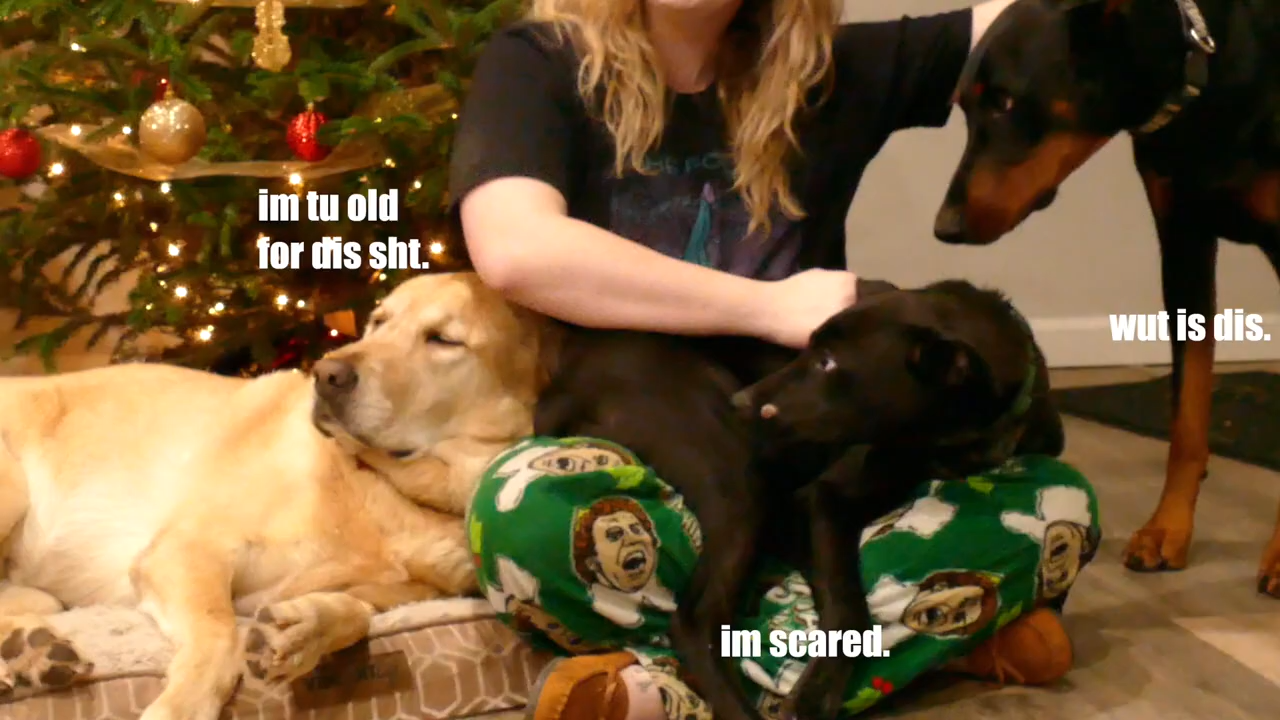 im tu old
for dis sht.
wut is dis.
im scared.